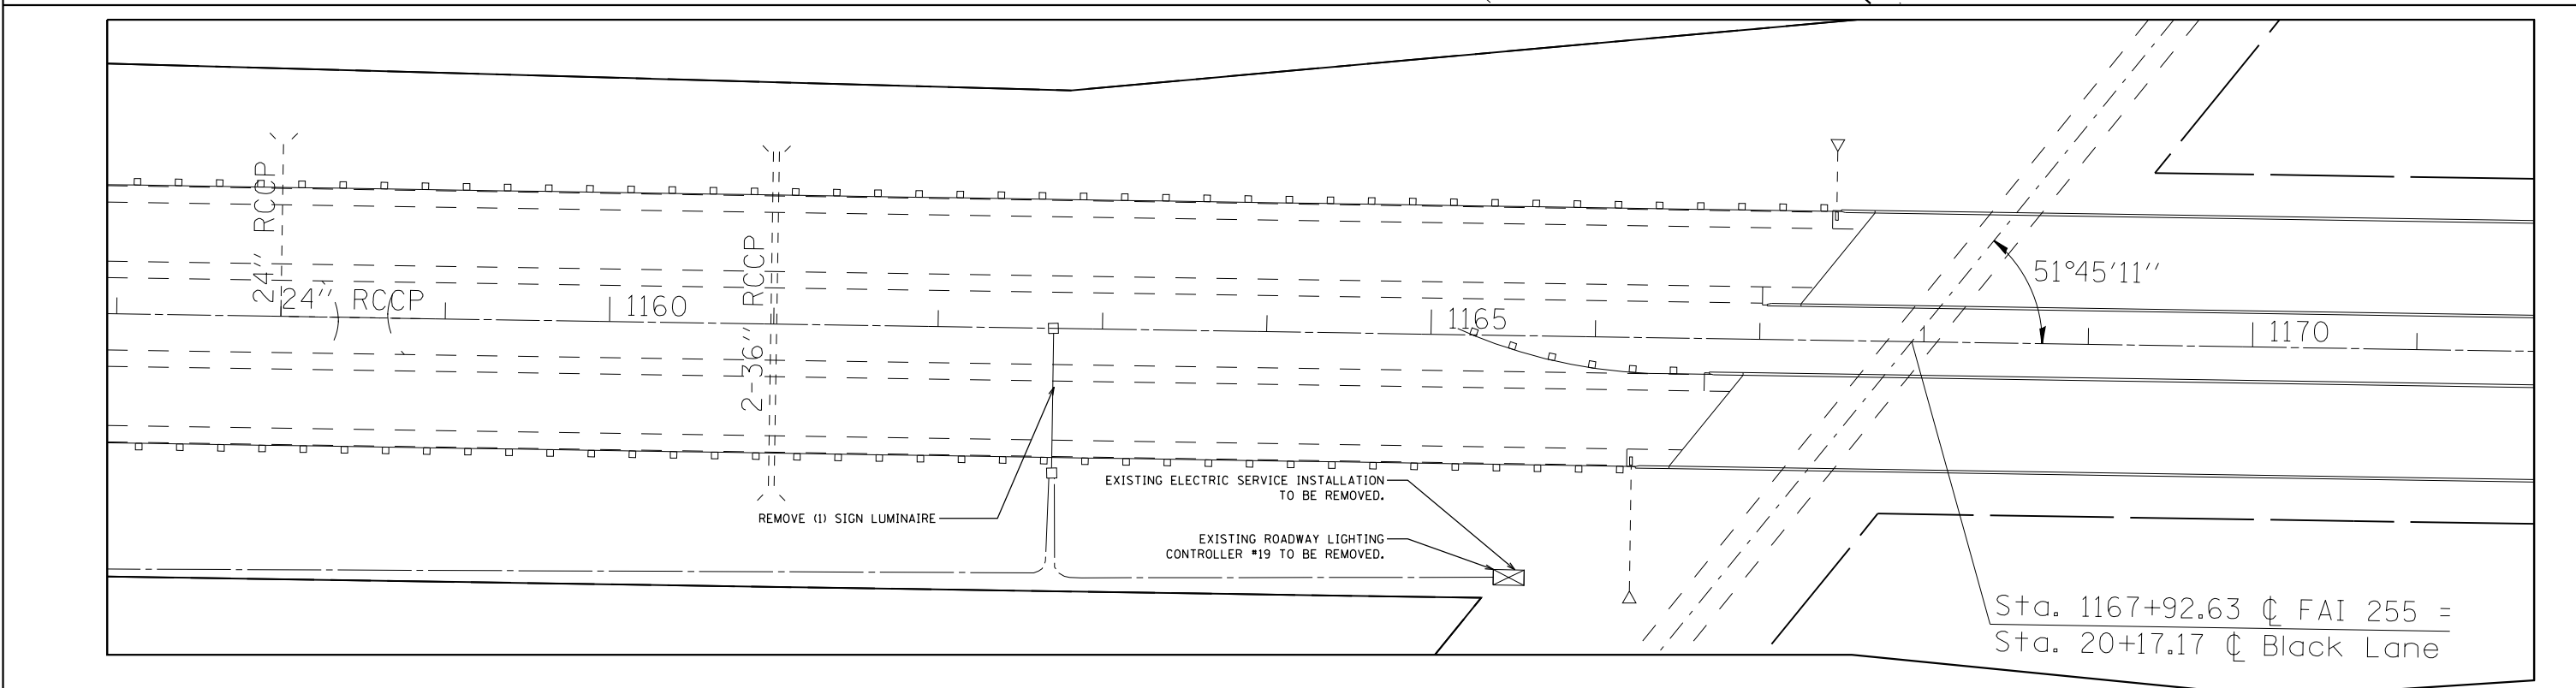 24'' RCCP
24'' RCCP
1160
2-36'' RCCP
1165
1170
51°45'11''
EXISTING ELECTRIC SERVICE INSTALLATION
TO BE REMOVED.
REMOVE (1) SIGN LUMINAIRE
EXISTING ROADWAY LIGHTING
CONTROLLER #19 TO BE REMOVED.
Sta. 1167+92.63 ℄ FAI 255 =
Sta. 20+17.17 ℄ Black Lane